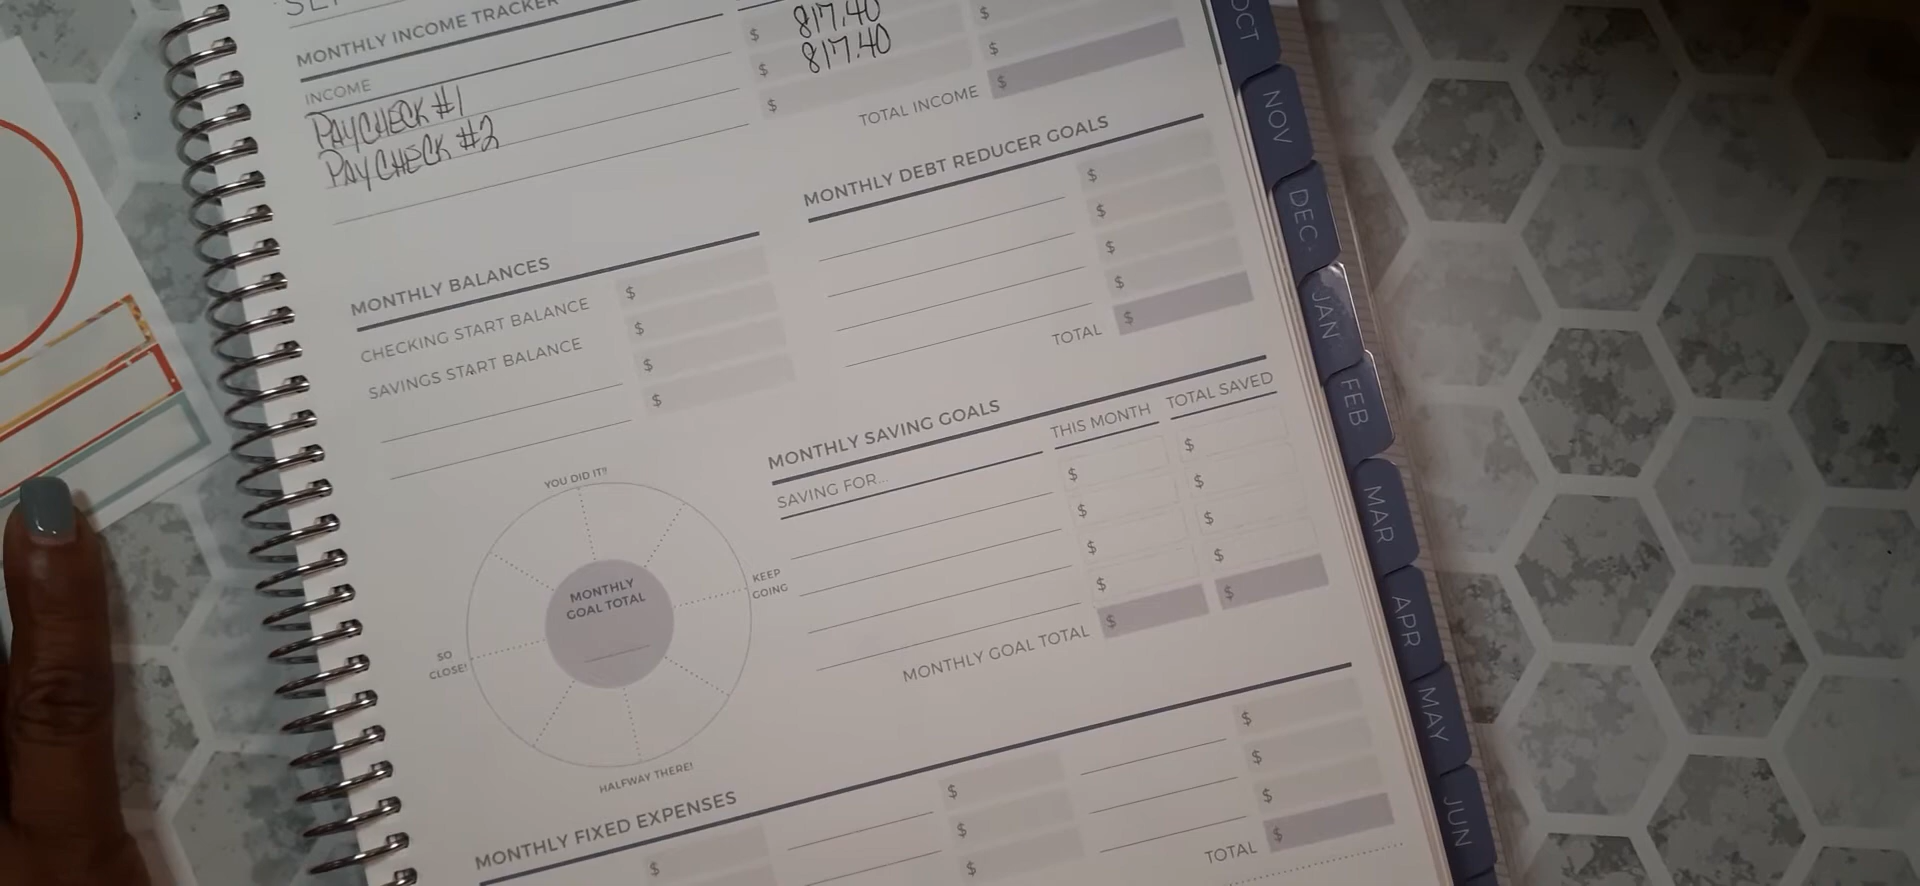 MONTHLY INCOME TRACKER
INCOME
PAYCHECK #1
$ 817.40
$
PAYCHECK #2
$ 817.40
$
$
TOTAL INCOME $
MONTHLY BALANCES
CHECKING START BALANCE $
SAVINGS START BALANCE $
$
$
MONTHLY DEBT REDUCER GOALS
$
$
$
$
TOTAL $
MONTHLY SAVING GOALS
SAVING FOR... THIS MONTH TOTAL SAVED
$ $
$ $
$ $
$ $
MONTHLY GOAL TOTAL $ $
YOU DID IT!!
KEEP GOING
HALFWAY THERE!
SO CLOSE!
MONTHLY
GOAL TOTAL
MONTHLY FIXED EXPENSES
$ $ $
$ $
$ $
TOTAL $
OCT
NOV
DEC
JAN
FEB
MAR
APR
MAY
JUN